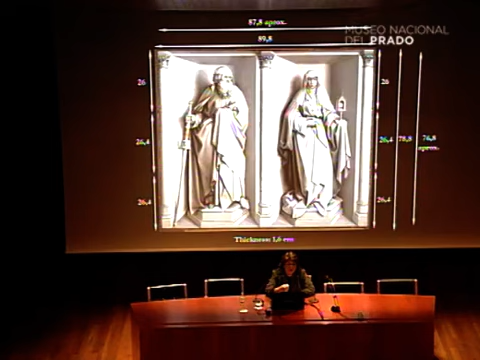 87,8 aprox.
89,8
MUSEO NACIONAL
DEL PRADO
26
26
26,4
26,4
78,8
76,8
aprox.
26,4
26,4
Thickness: 1,6 cm